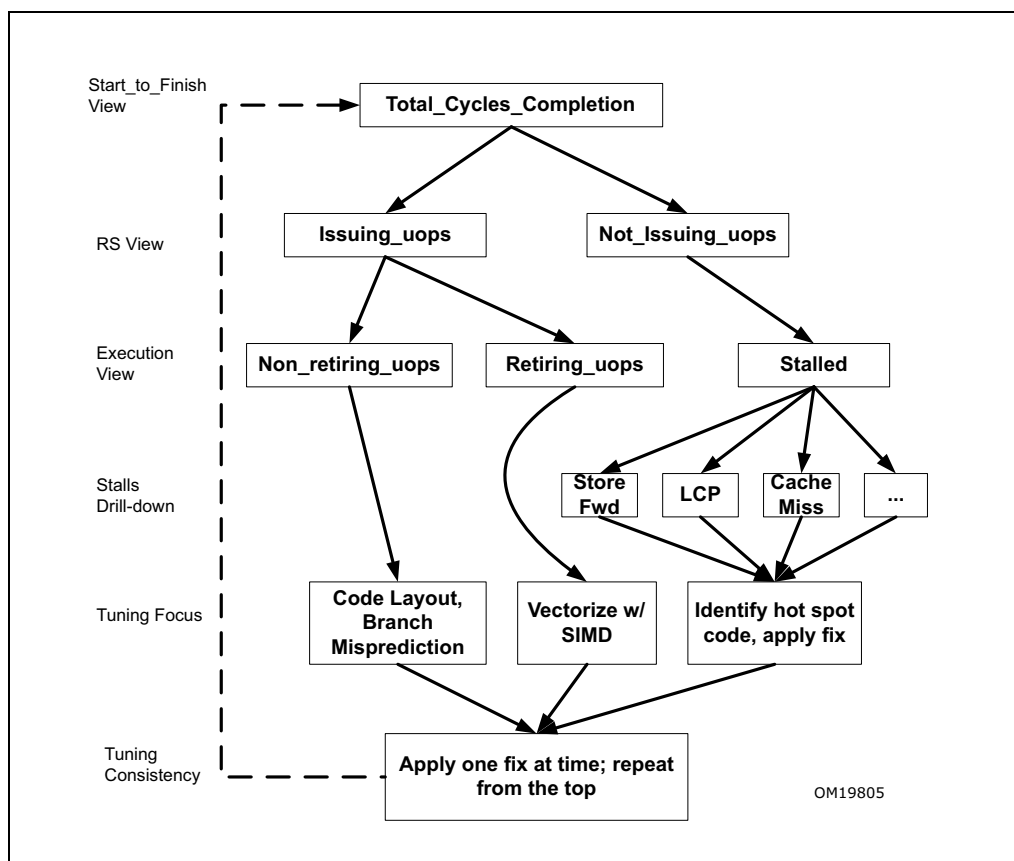 Start_to_Finish
View
Total_Cycles_Completion
RS View
Issuing_uops
Not_Issuing_uops
Execution
View
Non_retiring_uops
Retiring_uops
Stalled
Stalls
Drill-down
Store
Fwd
LCP
Cache
Miss
...
Tuning Focus
Code Layout,
Branch
Misprediction
Vectorize w/
SIMD
Identify hot spot
code, apply fix
Tuning
Consistency
Apply one fix at time; repeat
from the top
OM19805